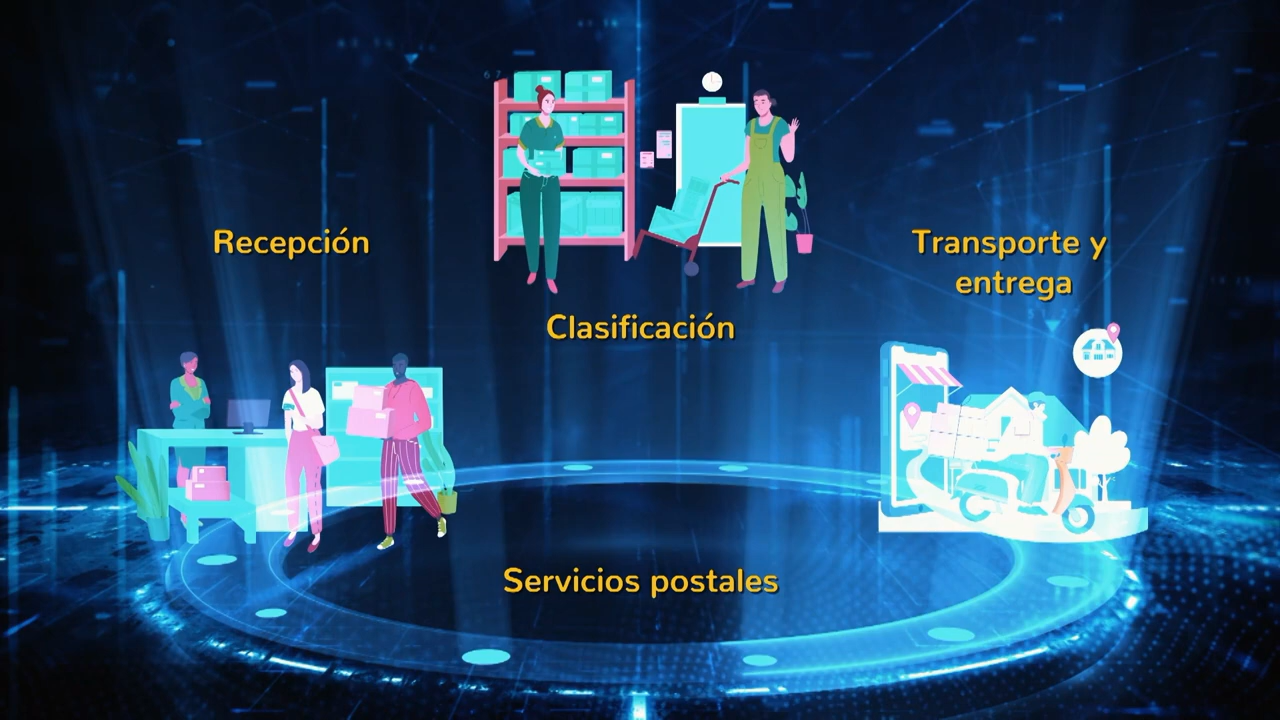 Recepción
Clasificación
Transporte y
entrega
Servicios postales